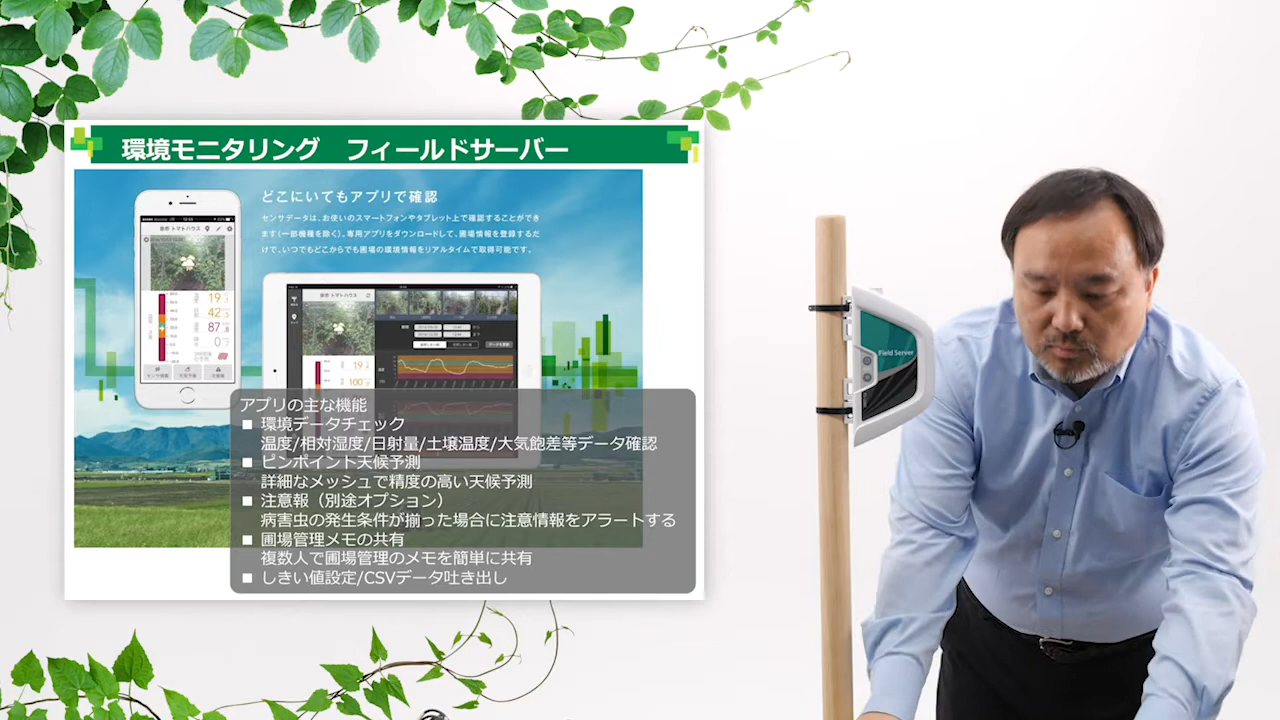 環境モニタリング フィールドサーバー
どこにいてもアプリで確認
センサデータは、お使いのスマートフォンやタブレット上で確認することができ
ます(一部機種を除く)。専用アプリをダウンロードして、圃場情報を登録するだ
けで、いつでもどこからでも圃場の環境情報をリアルタイムで取得可能です。
Field Server
アプリの主な機能
■ 環境データチェック
温度/相対湿度/日射量/土壌温度/大気飽差等データ確認
■ ピンポイント天候予測
詳細なメッシュで精度の高い天候予測
■ 注意報（別途オプション）
病害虫の発生条件が揃った場合に注意情報をアラートする
■ 圃場管理メモの共有
複数人で圃場管理のメモを簡単に共有
■ しきい値設定/CSVデータ吐き出し